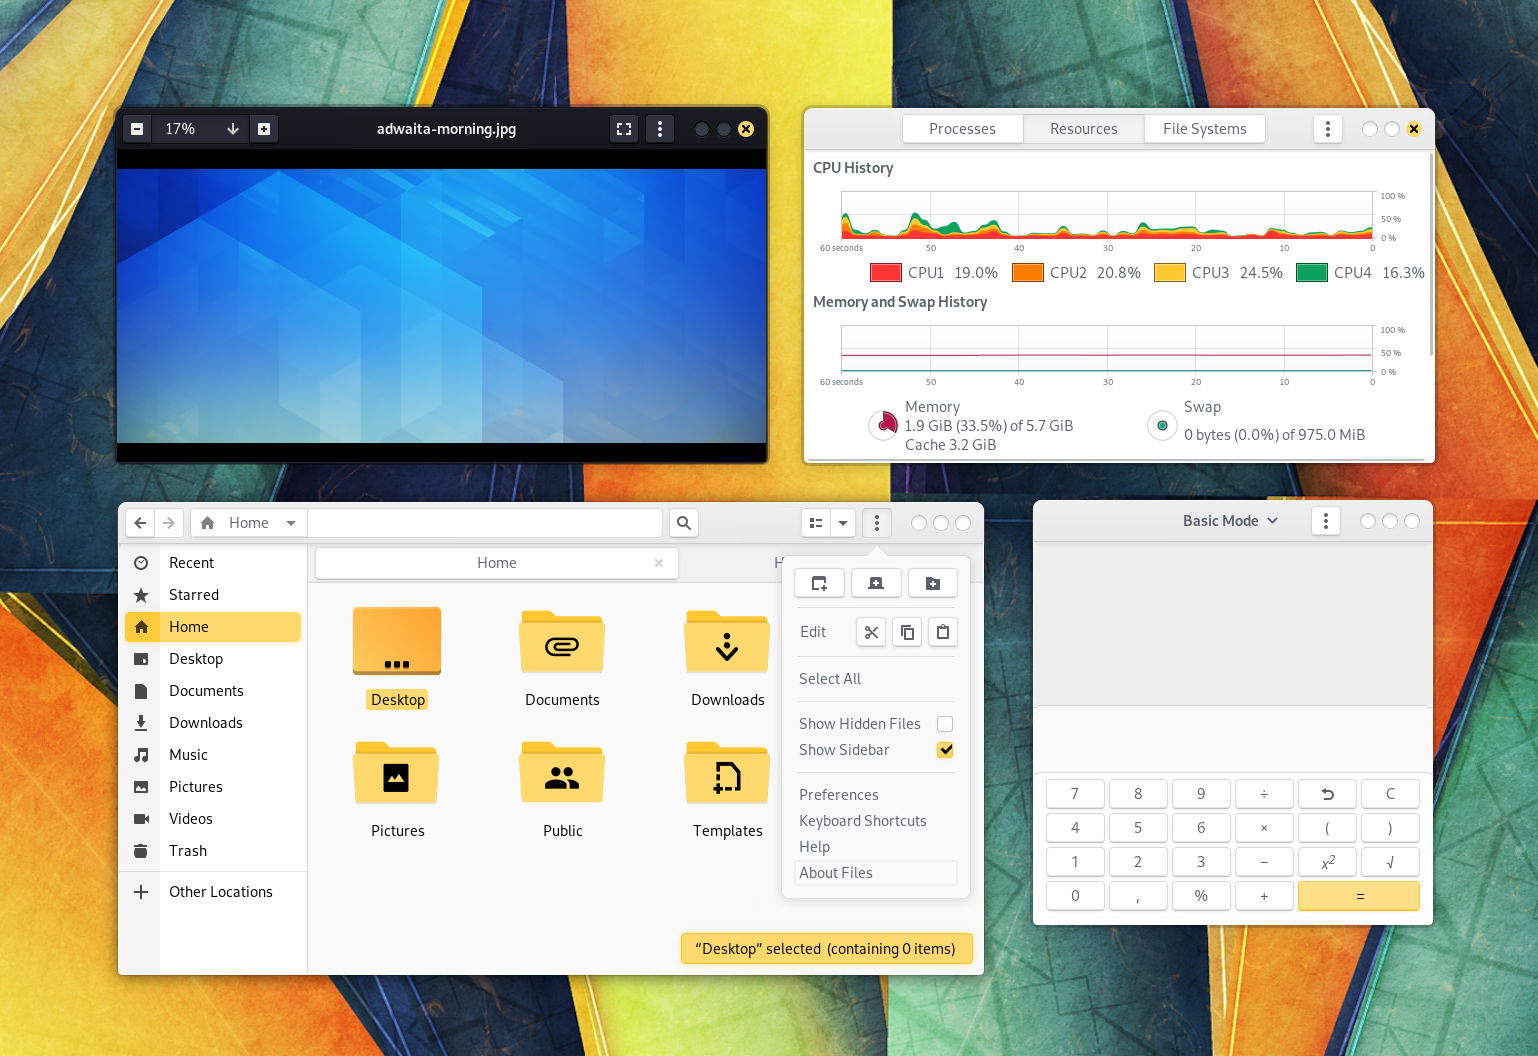 17%
adwaita-morning.jpg
Processes
Resources
File Systems
CPU History
100 %
50 %
0 %
60 seconds 50 40 30 20 10 0
CPU1 19.0% CPU2 20.8% CPU3 24.5% CPU4 16.3%
Memory and Swap History
100 %
50 %
0 %
60 seconds 50 40 30 20 10 0
Memory
1.9 GiB (33.5%) of 5.7 GiB
Cache 3.2 GiB
Swap
0 bytes (0.0%) of 975.0 MiB
Home
Recent
Starred
Home
Desktop
Documents
Downloads
Music
Pictures
Videos
Trash
Other Locations
Home
Desktop
Documents
Downloads
Pictures
Public
Templates
Edit
Select All
Show Hidden Files
Show Sidebar
Preferences
Keyboard Shortcuts
Help
About Files
“Desktop” selected (containing 0 items)
Basic Mode
7 8 9 ÷ C
4 5 6 × ( )
1 2 3 − x² √
0 , % + =